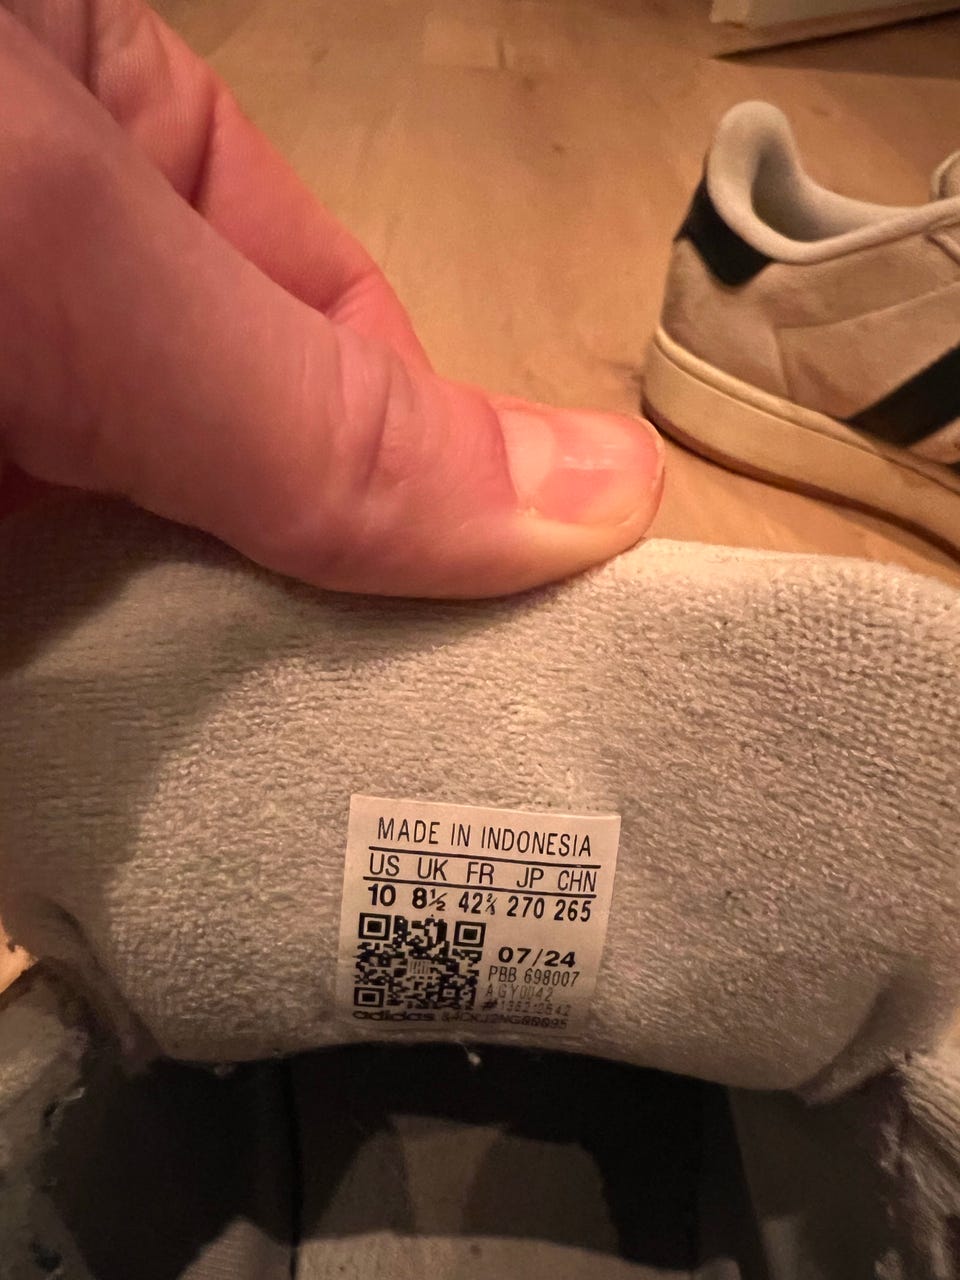 MADE IN INDONESIA
US UK FR JP CHN
10 8½ 42⅔ 270 265
07/24
PBB 698007
AGY0042
adidas